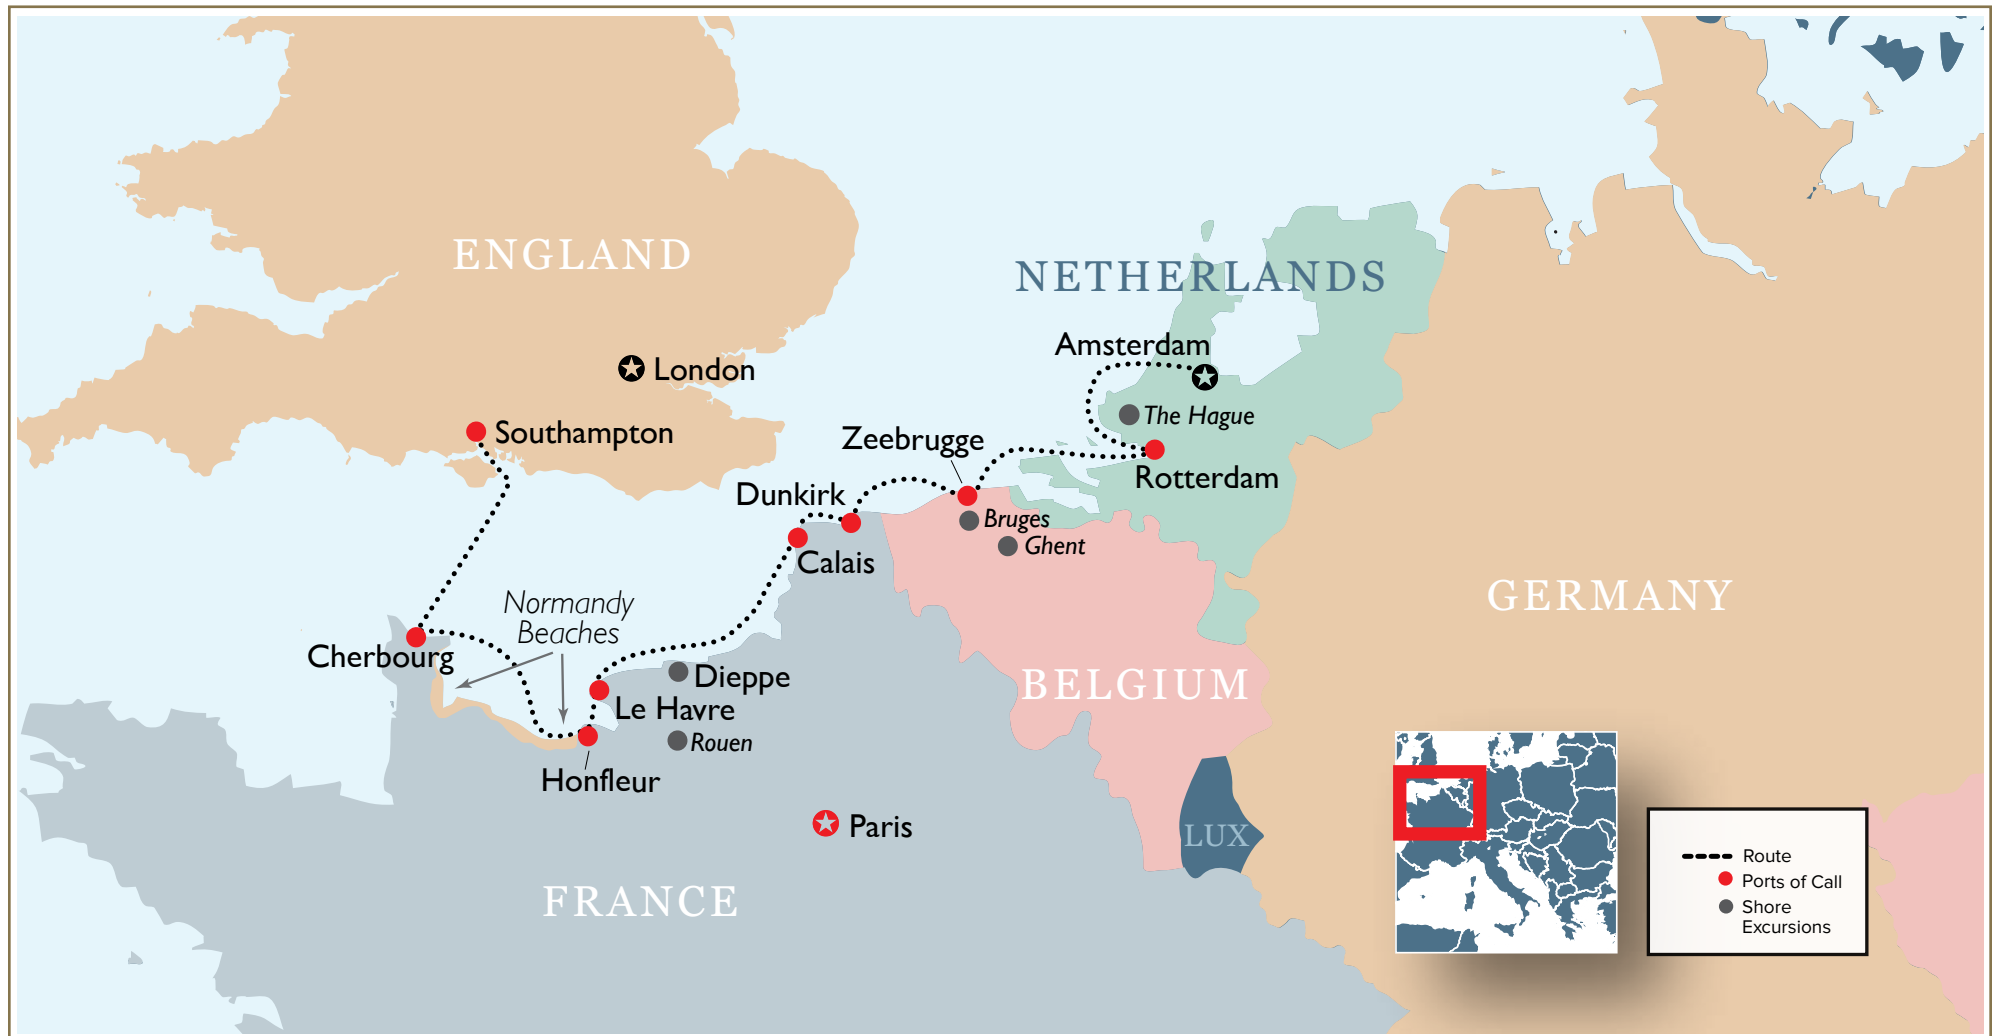 ENGLAND
NETHERLANDS
Amsterdam
London
The Hague
Southampton
Zeebrugge
Rotterdam
Dunkirk
Bruges
Ghent
Calais
GERMANY
Normandy
Beaches
Cherbourg
Dieppe
BELGIUM
Le Havre
Rouen
Honfleur
Paris
LUX
FRANCE
Route
Ports of Call
Shore
Excursions